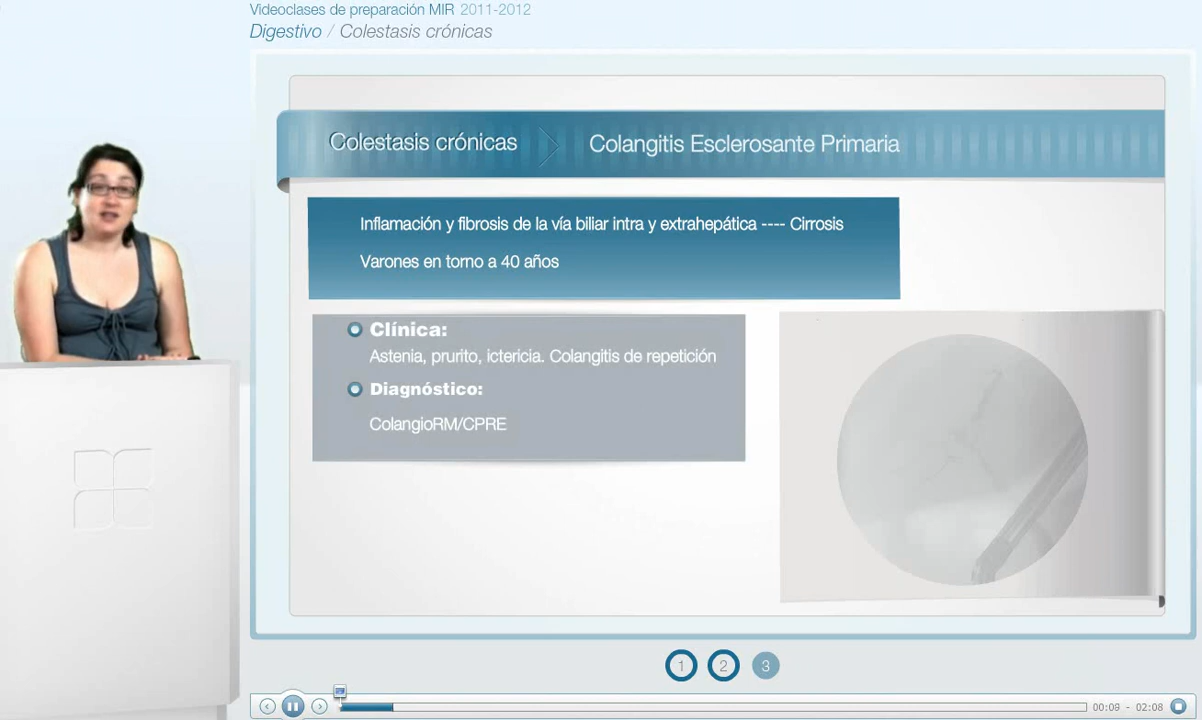 Videoclases de preparación MIR 2011-2012
Digestivo / Colestasis crónicas
Colestasis crónicas
Colangitis Esclerosante Primaria
Inflamación y fibrosis de la vía biliar intra y extrahepática ---- Cirrosis
Varones en torno a 40 años
Clínica:
Astenia, prurito, ictericia. Colangitis de repetición
Diagnóstico:
ColangioRM/CPRE
1 2 3
00:09 - 02:08